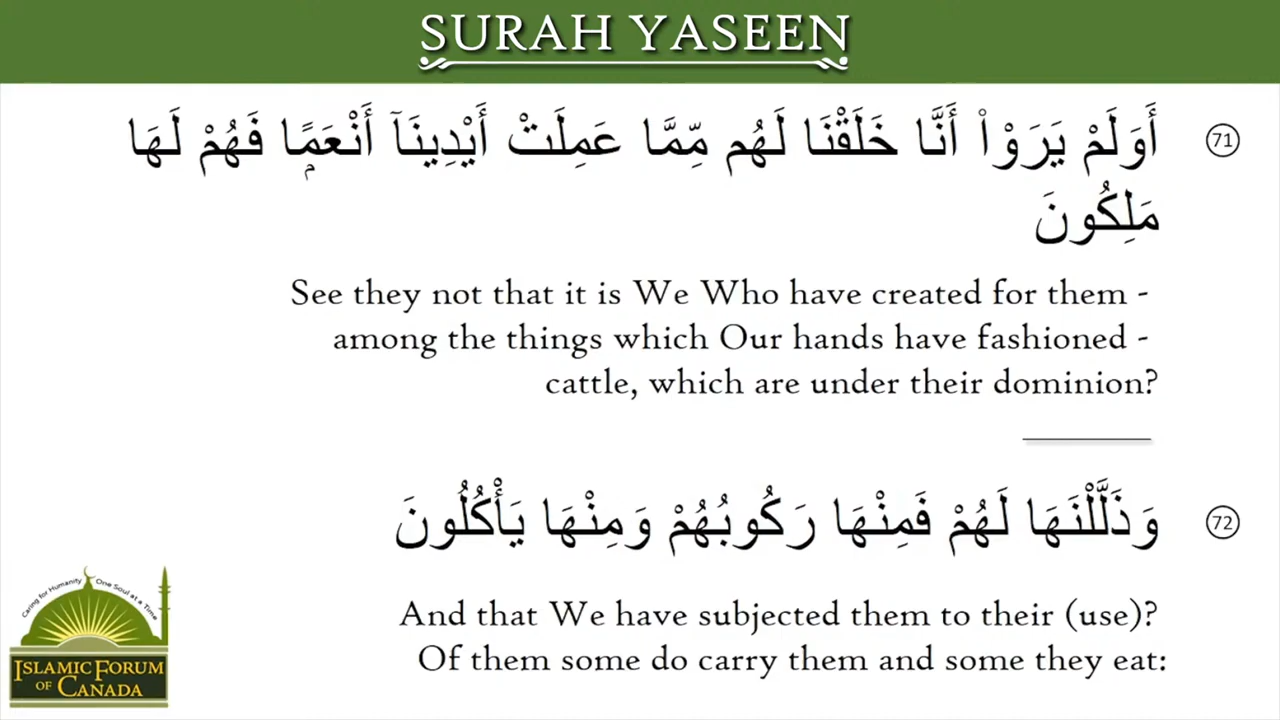 SURAH YASEEN
أَوَلَمْ يَرَوْا۟ أَنَّا خَلَقْنَا لَهُم مِّمَّا عَمِلَتْ أَيْدِينَآ أَنْعَمًۭا فَهُمْ لَهَا
71
مَلِكُونَ
See they not that it is We Who have created for them -
among the things which Our hands have fashioned -
cattle, which are under their dominion?
وَذَلَّلْنَهَا لَهُمْ فَمِنْهَا رَكُوبُهُمْ وَمِنْهَا يَأْكُلُونَ
72
And that We have subjected them to their (use)?
Of them some do carry them and some they eat:
Caring for Humanity One Soul at a Time
ISLAMIC FORUM
OF CANADA